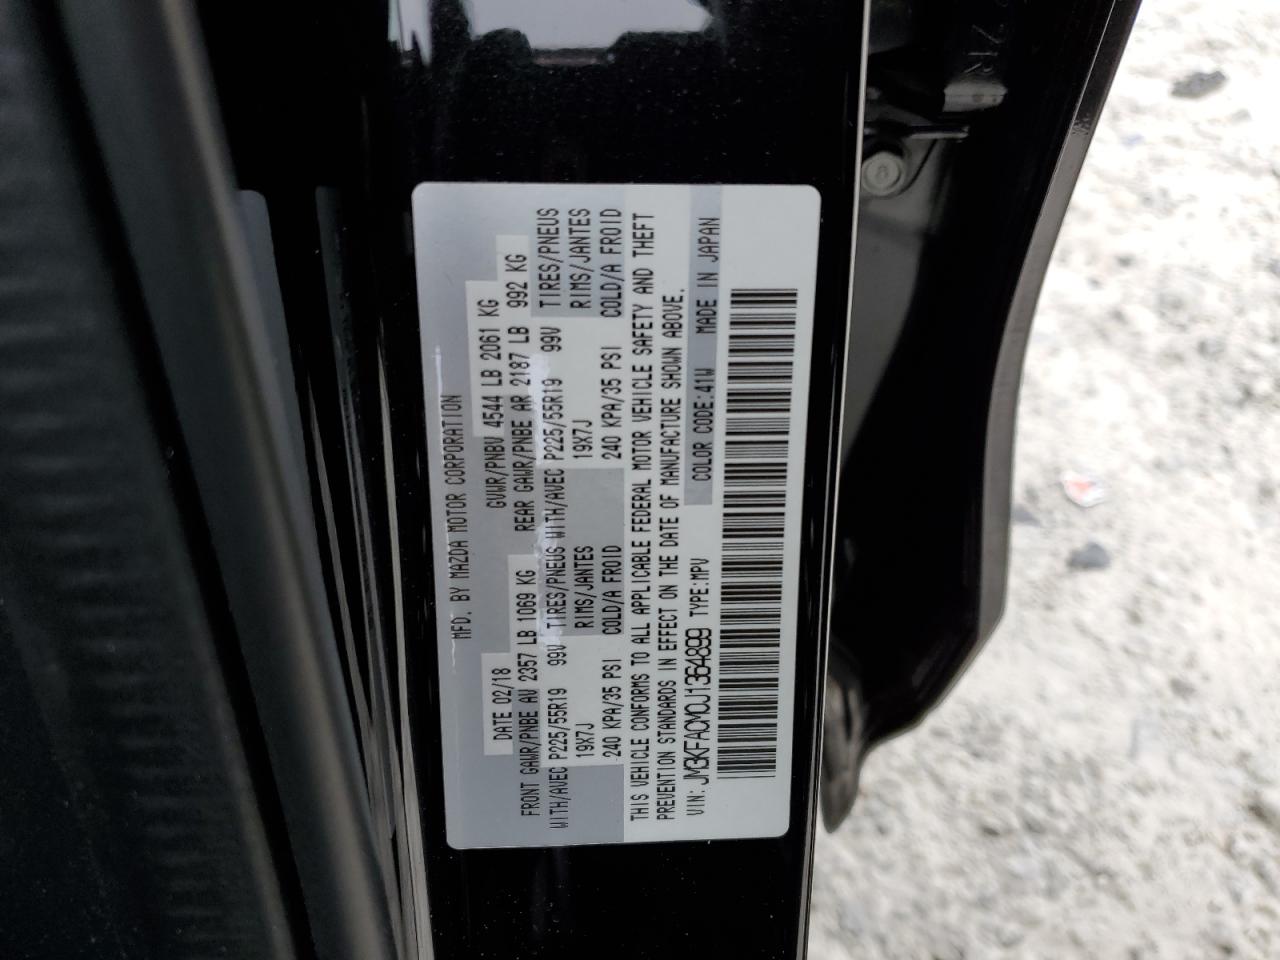 MFD. BY MAZDA MOTOR CORPORATION
DATE 02/18 GVWR/PNBV 4544 LB 2061 KG
FRONT GAWR/PNBE AV 2357 LB 1069 KG REAR GAWR/PNBE AR 2187 LB 992 KG
WITH/AVEC P225/55R19 99V TIRES/PNEUS WITH/AVEC P225/55R19 99V TIRES/PNEUS
19X7J RIMS/JANTES 19X7J RIMS/JANTES
240 KPA/35 PSI COLD/A FROID 240 KPA/35 PSI COLD/A FROID
THIS VEHICLE CONFORMS TO ALL APPLICABLE FEDERAL MOTOR VEHICLE SAFETY AND THEFT
PREVENTION STANDARDS IN EFFECT ON THE DATE OF MANUFACTURE SHOWN ABOVE.
VIN: JM3KFACM0J1364899 TYPE:MPV COLOR CODE:41W MADE IN JAPAN